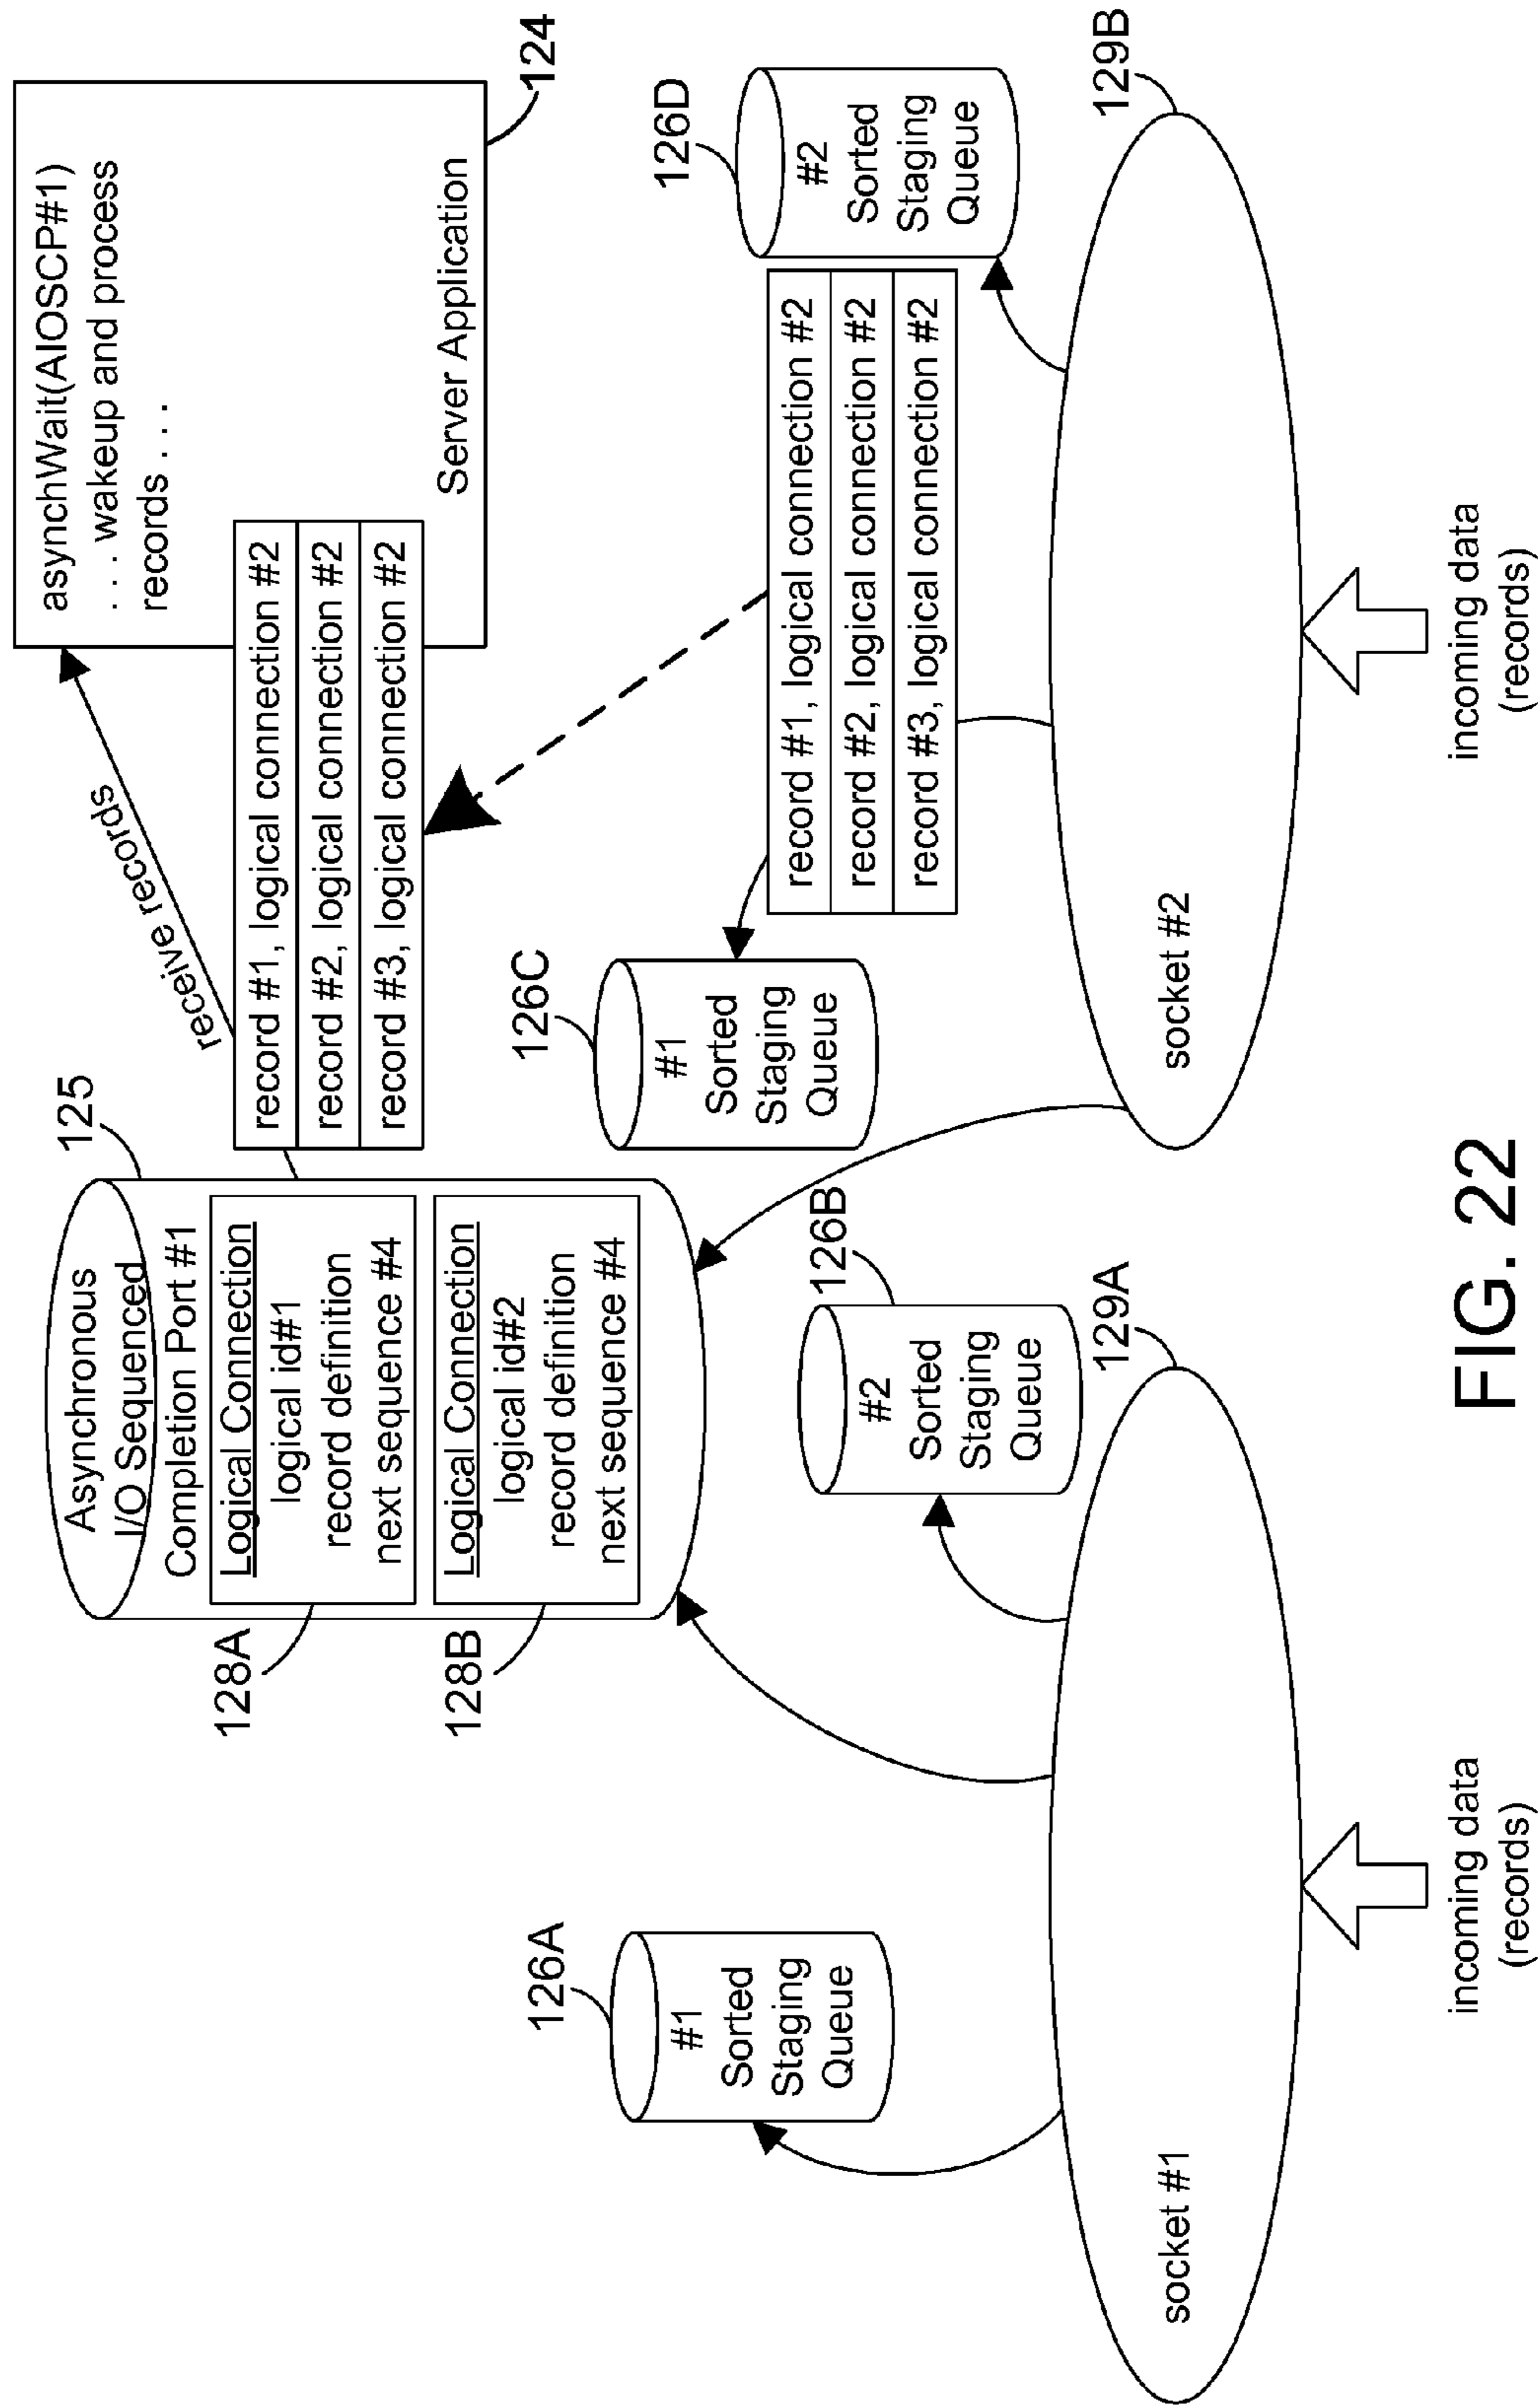 125
Asynchronous
I/O Sequenced
Completion Port #1
Logical Connection
logical id#1
record definition
next sequence #4
Logical Connection
logical id#2
record definition
next sequence #4
128A
128B
receive records
asynchWait(AIOSCP#1)
. . . wakeup and process
records . . .
Server Application
124
record #1, logical connection #2
record #2, logical connection #2
record #3, logical connection #2
126A
#1
Sorted
Staging
Queue
126B
#2
Sorted
Staging
Queue
126C
#1
Sorted
Staging
Queue
126D
#2
Sorted
Staging
Queue
record #1, logical connection #2
record #2, logical connection #2
record #3, logical connection #2
129A
socket #1
129B
socket #2
incoming data
(records)
incoming data
(records)
FIG. 22